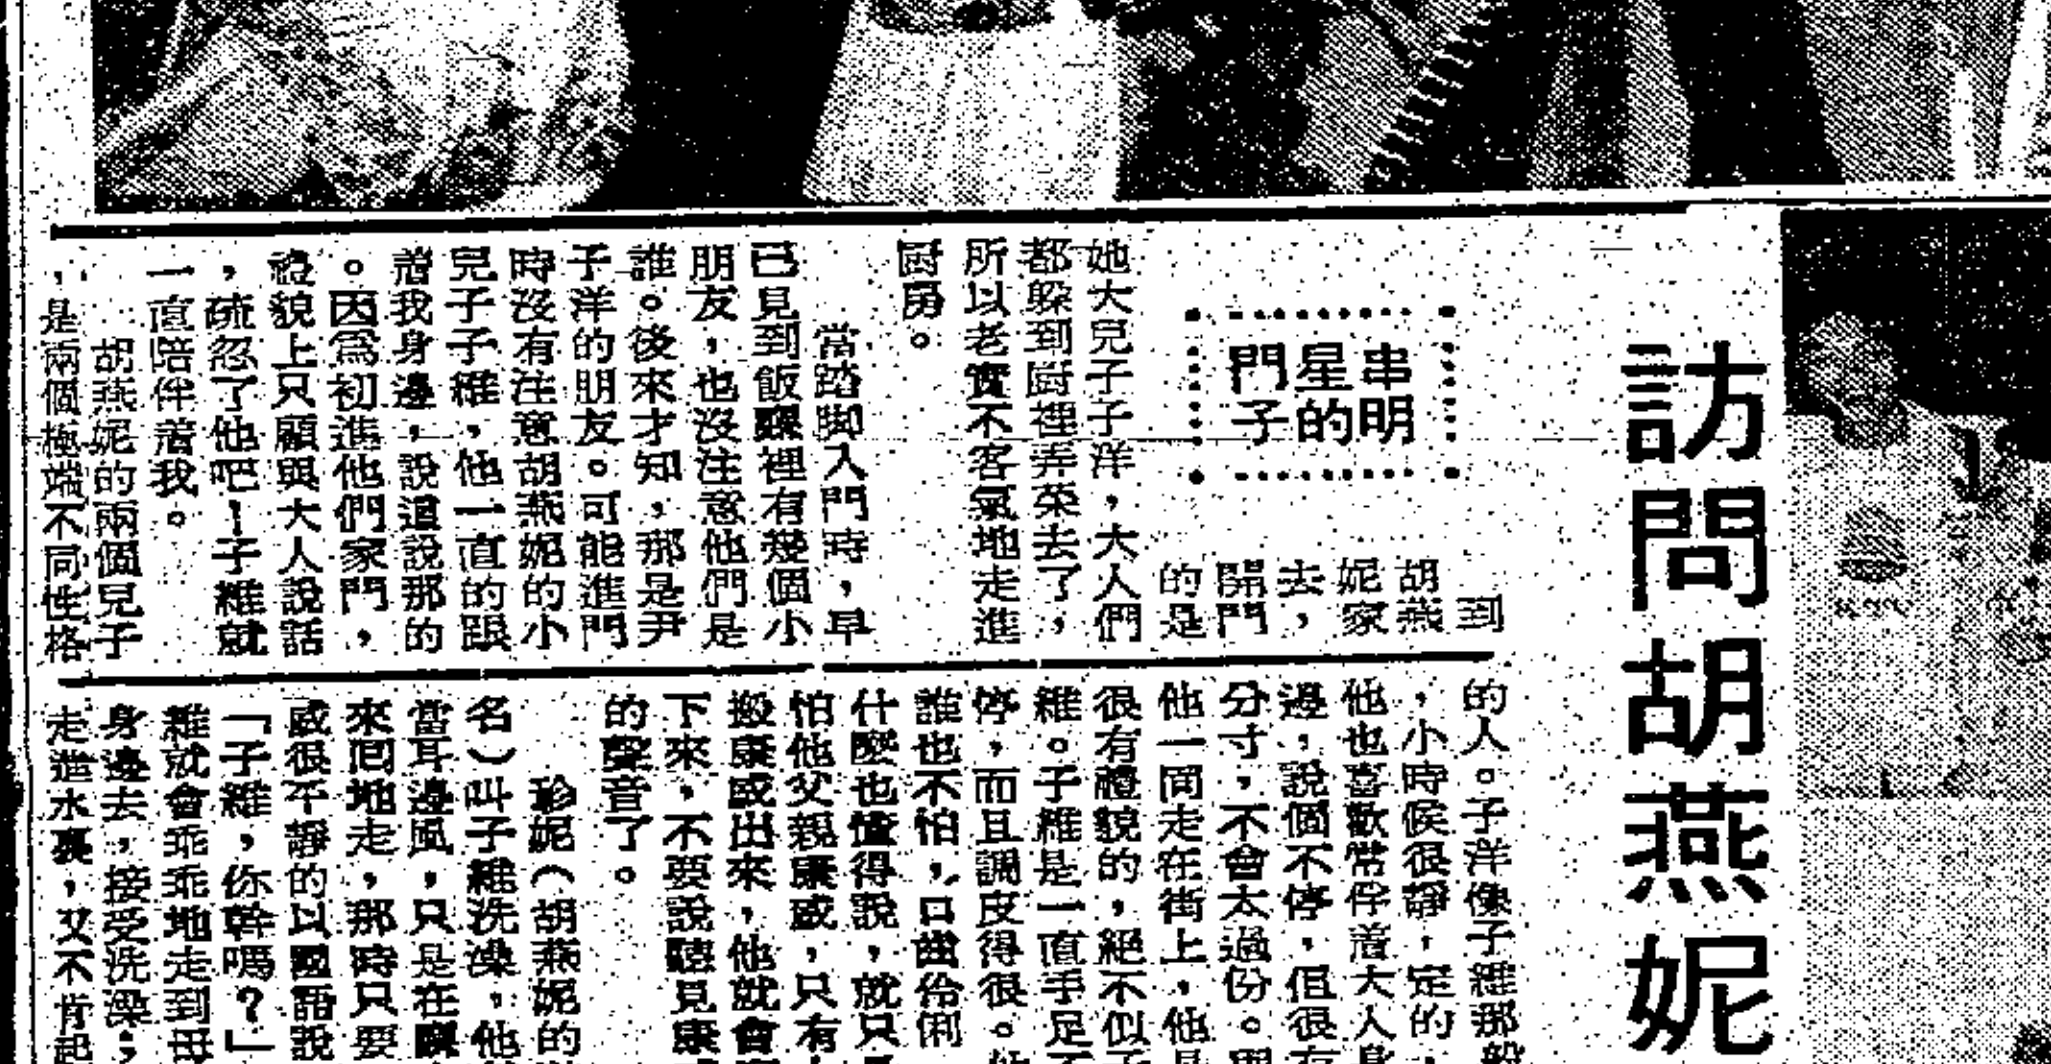 訪問胡燕妮
串明
星的
門子
到
胡燕
妮家
去，
開門
的是
她大兒子子洋，大人們
都躲到厨裡弄菜去了，
所以老實不客氣地走進
厨房。
當踏脚入門時，早
已見到飯廳裡有幾個小
朋友，也沒注意他們是
誰。後來才知，那是尹
子洋的朋友。可能進門
時沒有注意胡燕妮的小
兒子子維，他一直的跟
着我身邊，說這說那的
。因爲初進他們家門，
禮貌上只顧與大人說話
，疏忽了他吧！子維就
一直陪伴着我。
胡燕妮的兩個兒子
，是兩個極端不同性格
的人。子洋像子維那般
，小時候很靜，定的，
他也喜歡常伴着大人身
邊，說個不停，但很有
分寸，不會太過份。與
他一同走在街上，他是
很有禮貌的，絕不似子
維。子維是一直手足不
停，而且調皮得很。他
誰也不怕，口齒伶俐
什麼也懂得說，就只是
怕他父親康威，只有
搬康威出來，他就會
下來，不要說聽見康
的聲音了。
珍妮（胡燕妮的
名）叫子維洗澡，他
當耳邊風，只是在廳
來回地走，那時只要
威很平靜的以國語說
「子維，你幹嗎？」
維就會乖乖地走到母
身邊去，接受洗澡；
走進水裏，又不肯起